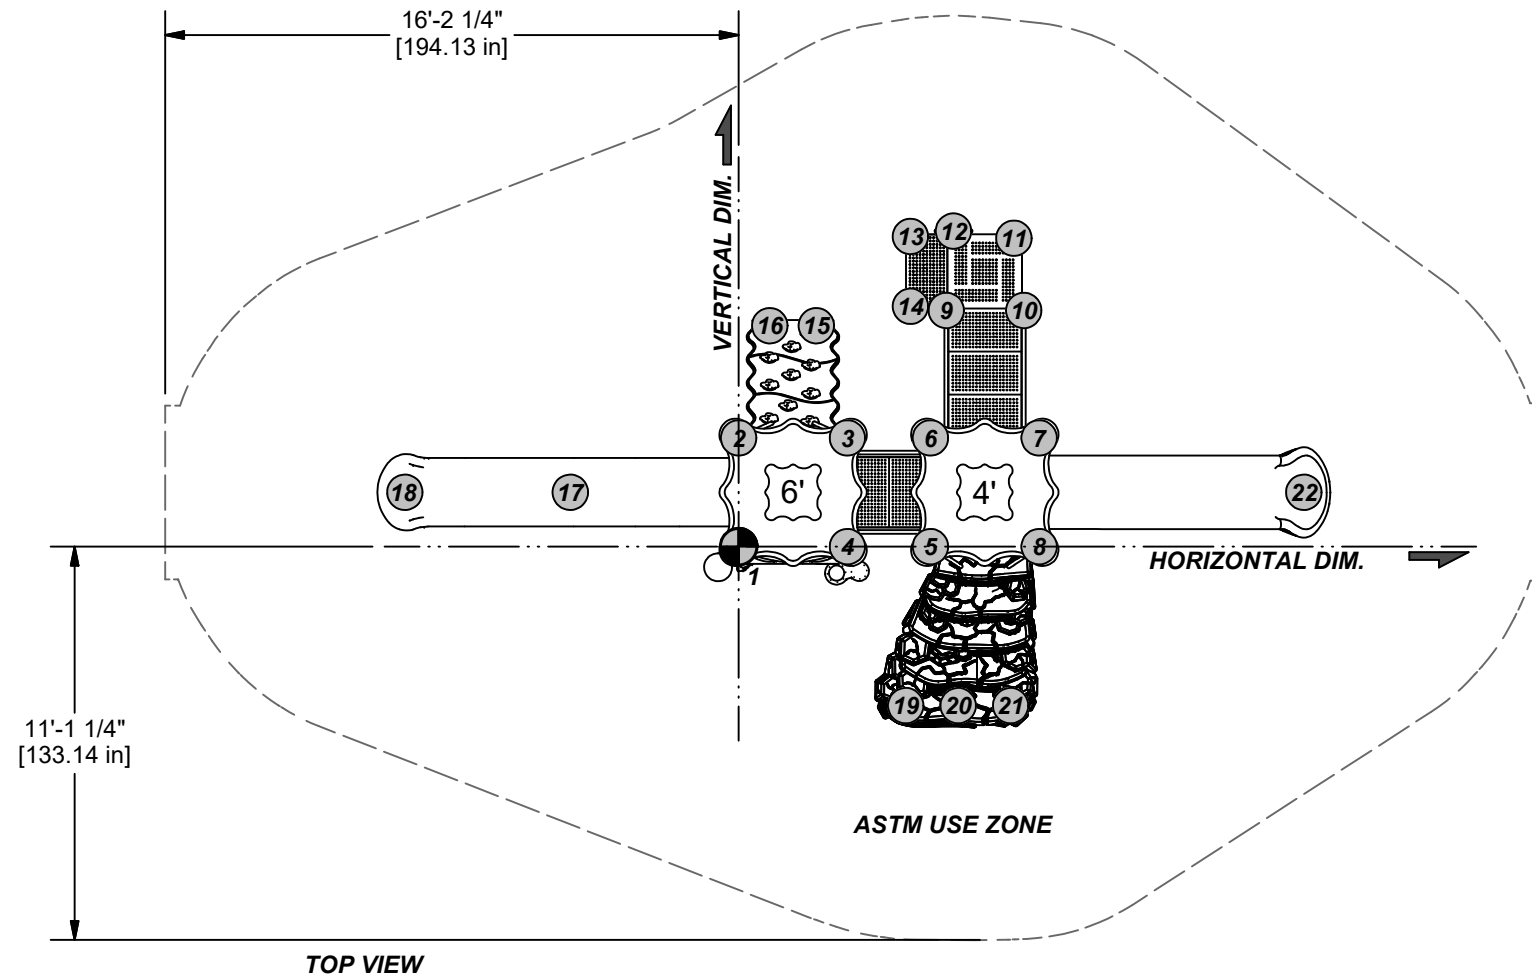 16'-2 1/4"
[194.13 in]
VERTICAL DIM.
13 12 11
14 9 10
16 15
2 3 6 7
18 17 6' 4' 22
4 5 8
1
HORIZONTAL DIM.
19 20 21
11'-1 1/4"
[133.14 in]
ASTM USE ZONE
TOP VIEW